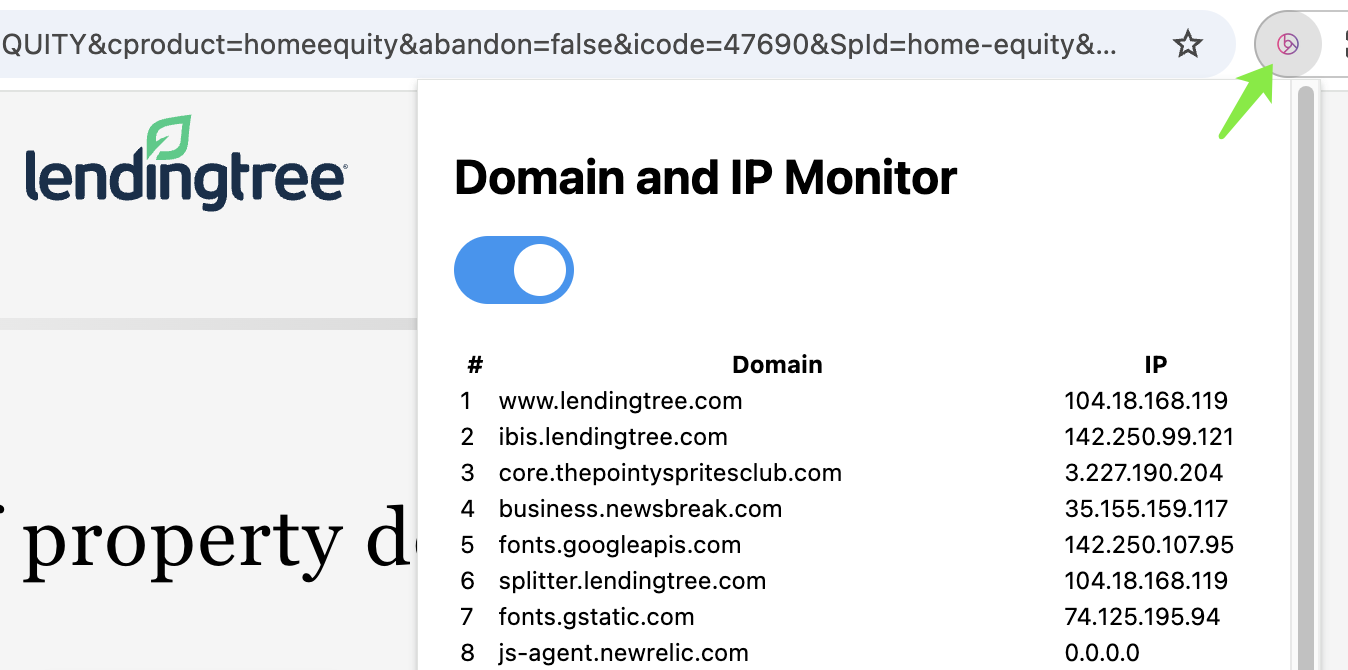 QUITY&cproduct=homeequity&abandon=false&icode=47690&SpId=home-equity&...
lendingtree
Domain and IP Monitor
# Domain IP
1 www.lendingtree.com 104.18.168.119
2 ibis.lendingtree.com 142.250.99.121
3 core.thepointyspritesclub.com 3.227.190.204
4 business.newsbreak.com 35.155.159.117
5 fonts.googleapis.com 142.250.107.95
property d
6 splitter.lendingtree.com 104.18.168.119
7 fonts.gstatic.com 74.125.195.94
8 js-agent.newrelic.com 0.0.0.0